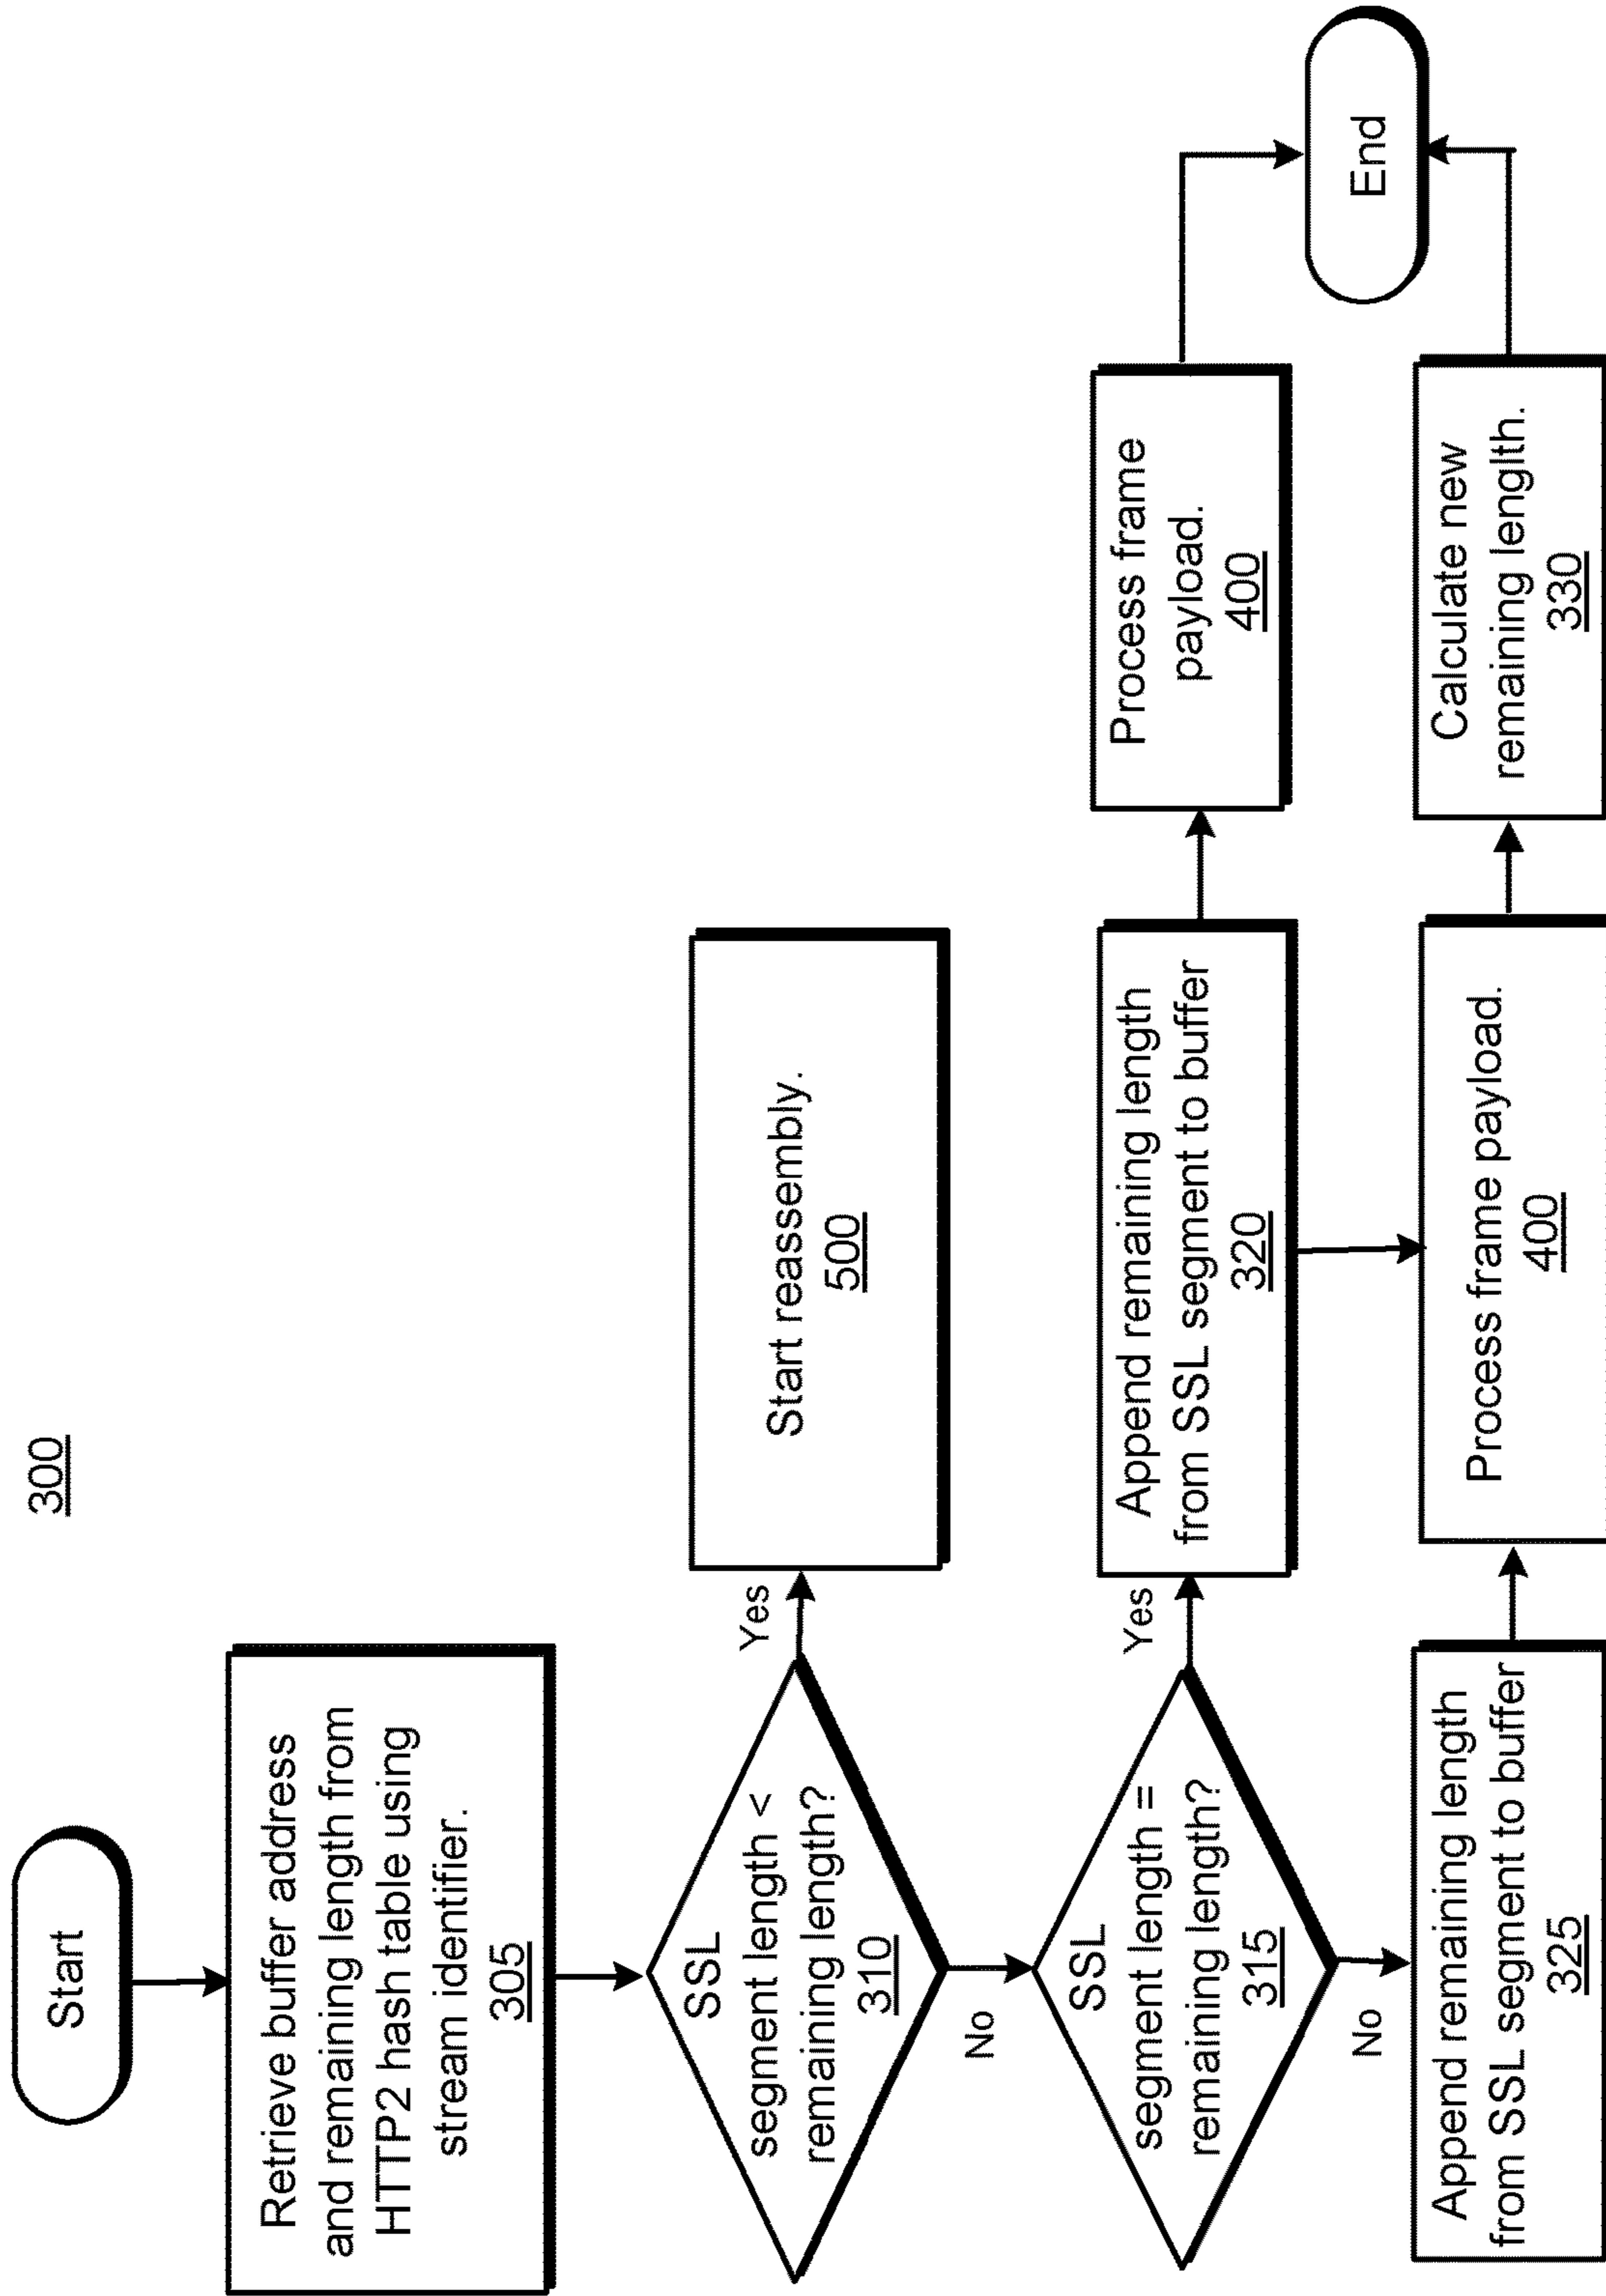 300
Start
Retrieve buffer address
and remaining length from
HTTP2 hash table using
stream identifier.
305
SSL
segment length <
remaining length?
310
Yes
Start reassembly.
500
No
SSL
segment length =
remaining length?
315
Yes
Append remaining length
from SSL segment to buffer
320
Process frame
payload.
400
No
Append remaining length
from SSL segment to buffer
325
Process frame payload.
400
Calculate new
remaining lenglth.
330
End